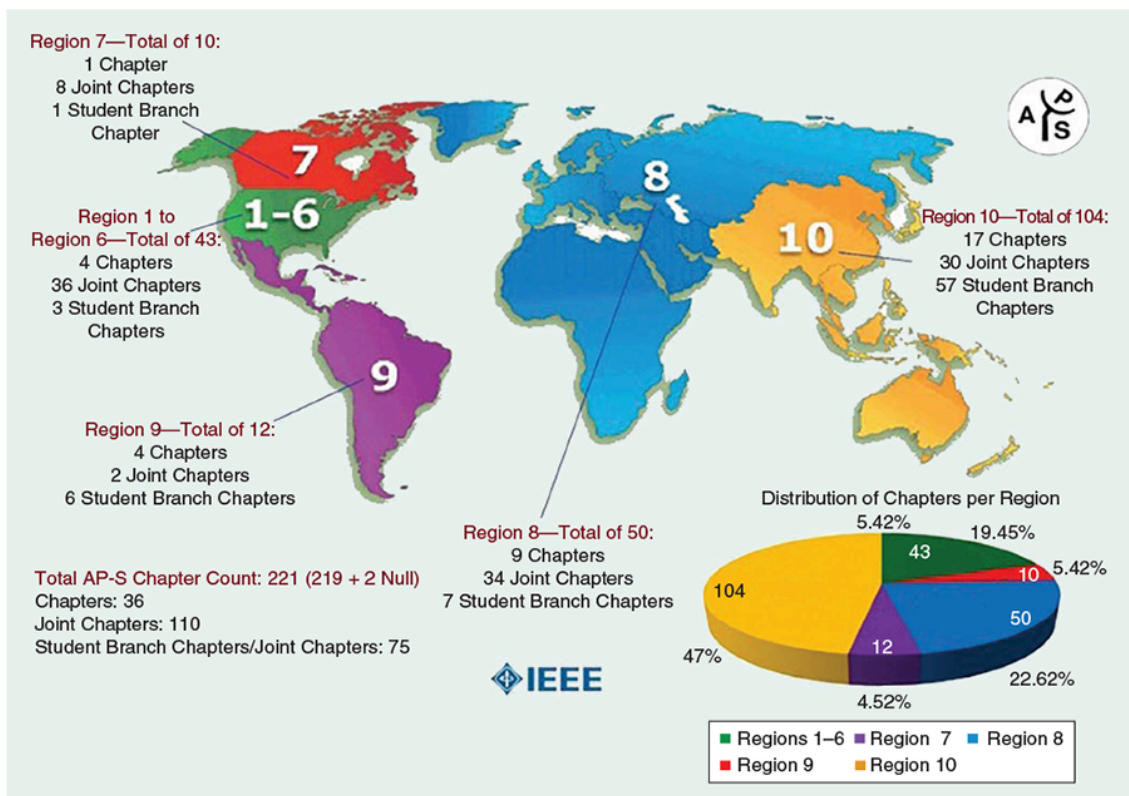 Region 7—Total of 10:
1 Chapter
8 Joint Chapters
1 Student Branch
Chapter
7
1-6
8
10
9
A P S
Region 1 to
Region 6—Total of 43:
4 Chapters
36 Joint Chapters
3 Student Branch
Chapters
Region 10—Total of 104:
17 Chapters
30 Joint Chapters
57 Student Branch
Chapters
Region 9—Total of 12:
4 Chapters
2 Joint Chapters
6 Student Branch Chapters
Region 8—Total of 50:
9 Chapters
34 Joint Chapters
7 Student Branch Chapters
Total AP-S Chapter Count: 221 (219 + 2 Null)
Chapters: 36
Joint Chapters: 110
Student Branch Chapters/Joint Chapters: 75
IEEE
Distribution of Chapters per Region
5.42%
19.45%
43
10
5.42%
104
50
12
47%
22.62%
4.52%
Regions 1–6 Region 7 Region 8
Region 9 Region 10